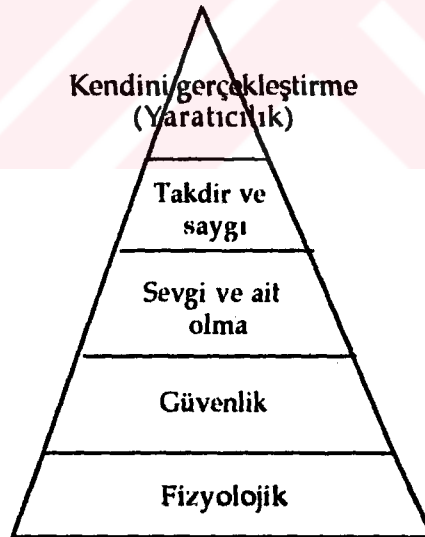 Kendini gerçekleştirme
(Yaratıcılık)
Takdir ve
saygı
Sevgi ve ait
olma
Güvenlik
Fizyolojik